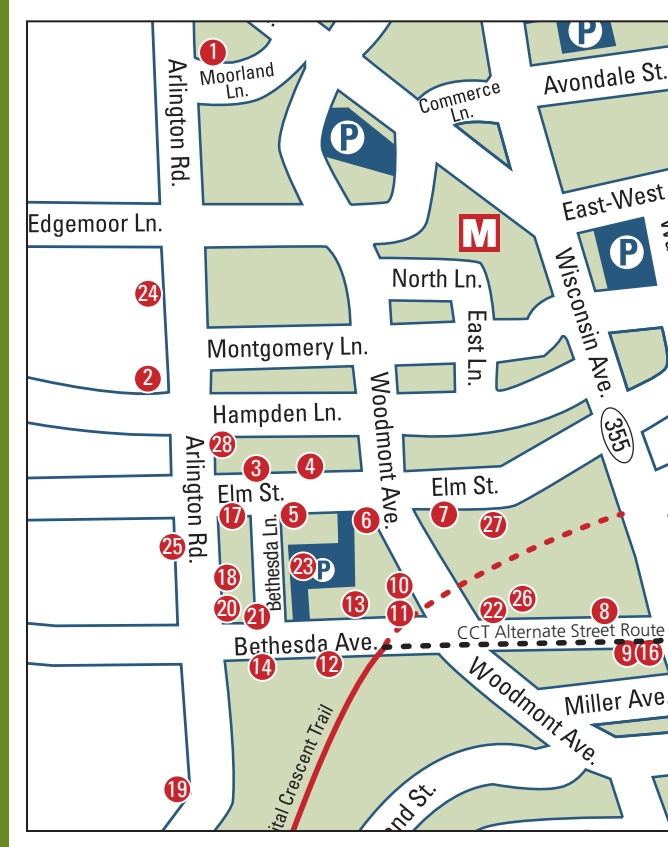 P
1
Moorland
Ln.
Arlington Rd.
Avondale St.
Commerce
Ln.
P
East-West
Edgemoor Ln.
M
P
Wisconsin Ave.
North Ln.
24
East Ln.
Montgomery Ln.
2
Woodmont Ave.
Hampden Ln.
355
28
3
4
Arlington Rd.
Elm St.
Elm St.
17
5
6
7
27
Bethesda Ln.
25
23
P
18
10
13
20
21
11
22
26
8
CCT Alternate Street Route
Bethesda Ave.
14
12
9
16
Woodmont Ave.
Miller Ave.
ital Crescent Trail
19
nd St.